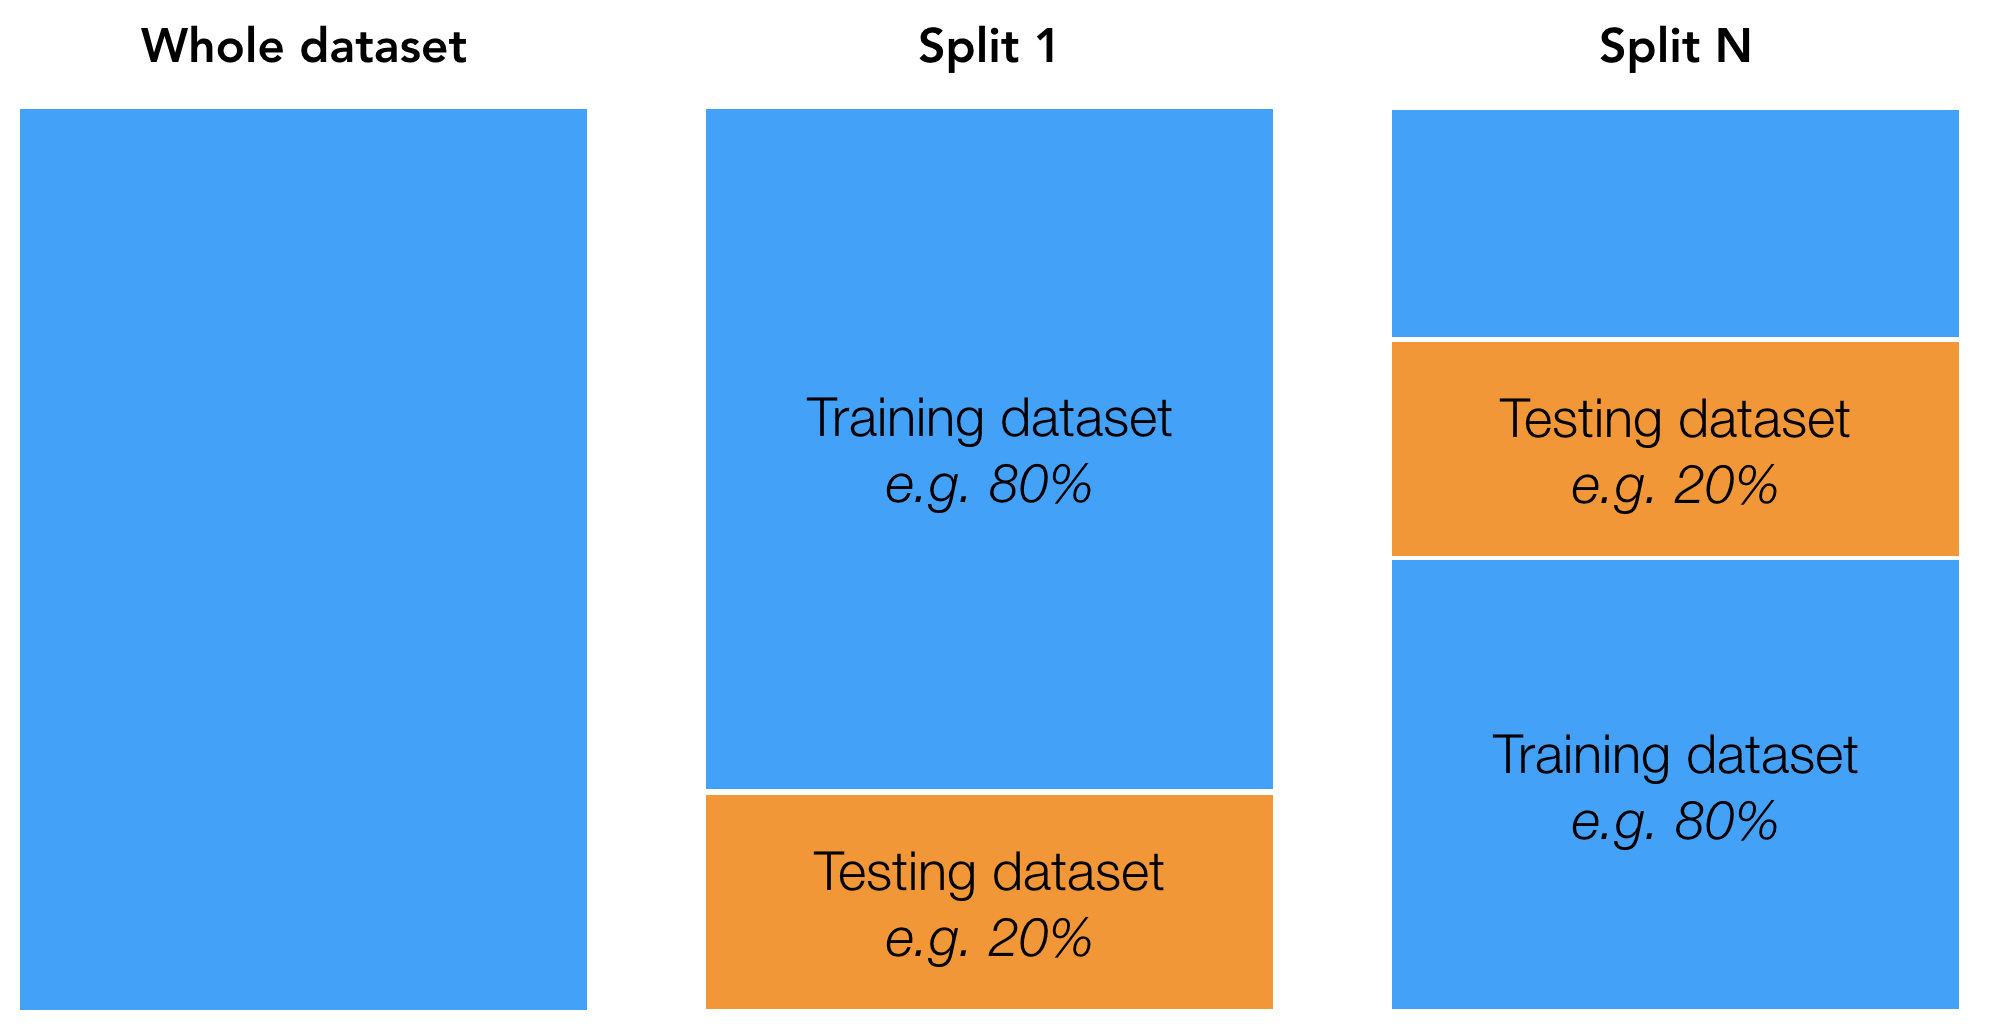 Whole dataset
Split 1
Split N
Training dataset
e.g. 80%
Testing dataset
e.g. 20%
Testing dataset
e.g. 20%
Training dataset
e.g. 80%